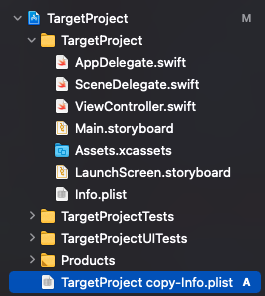 TargetProject M
TargetProject
AppDelegate.swift
SceneDelegate.swift
ViewController.swift
Main.storyboard
Assets.xcassets
LaunchScreen.storyboard
Info.plist
TargetProjectTests
TargetProjectUITests
Products
TargetProject copy-Info.plist A